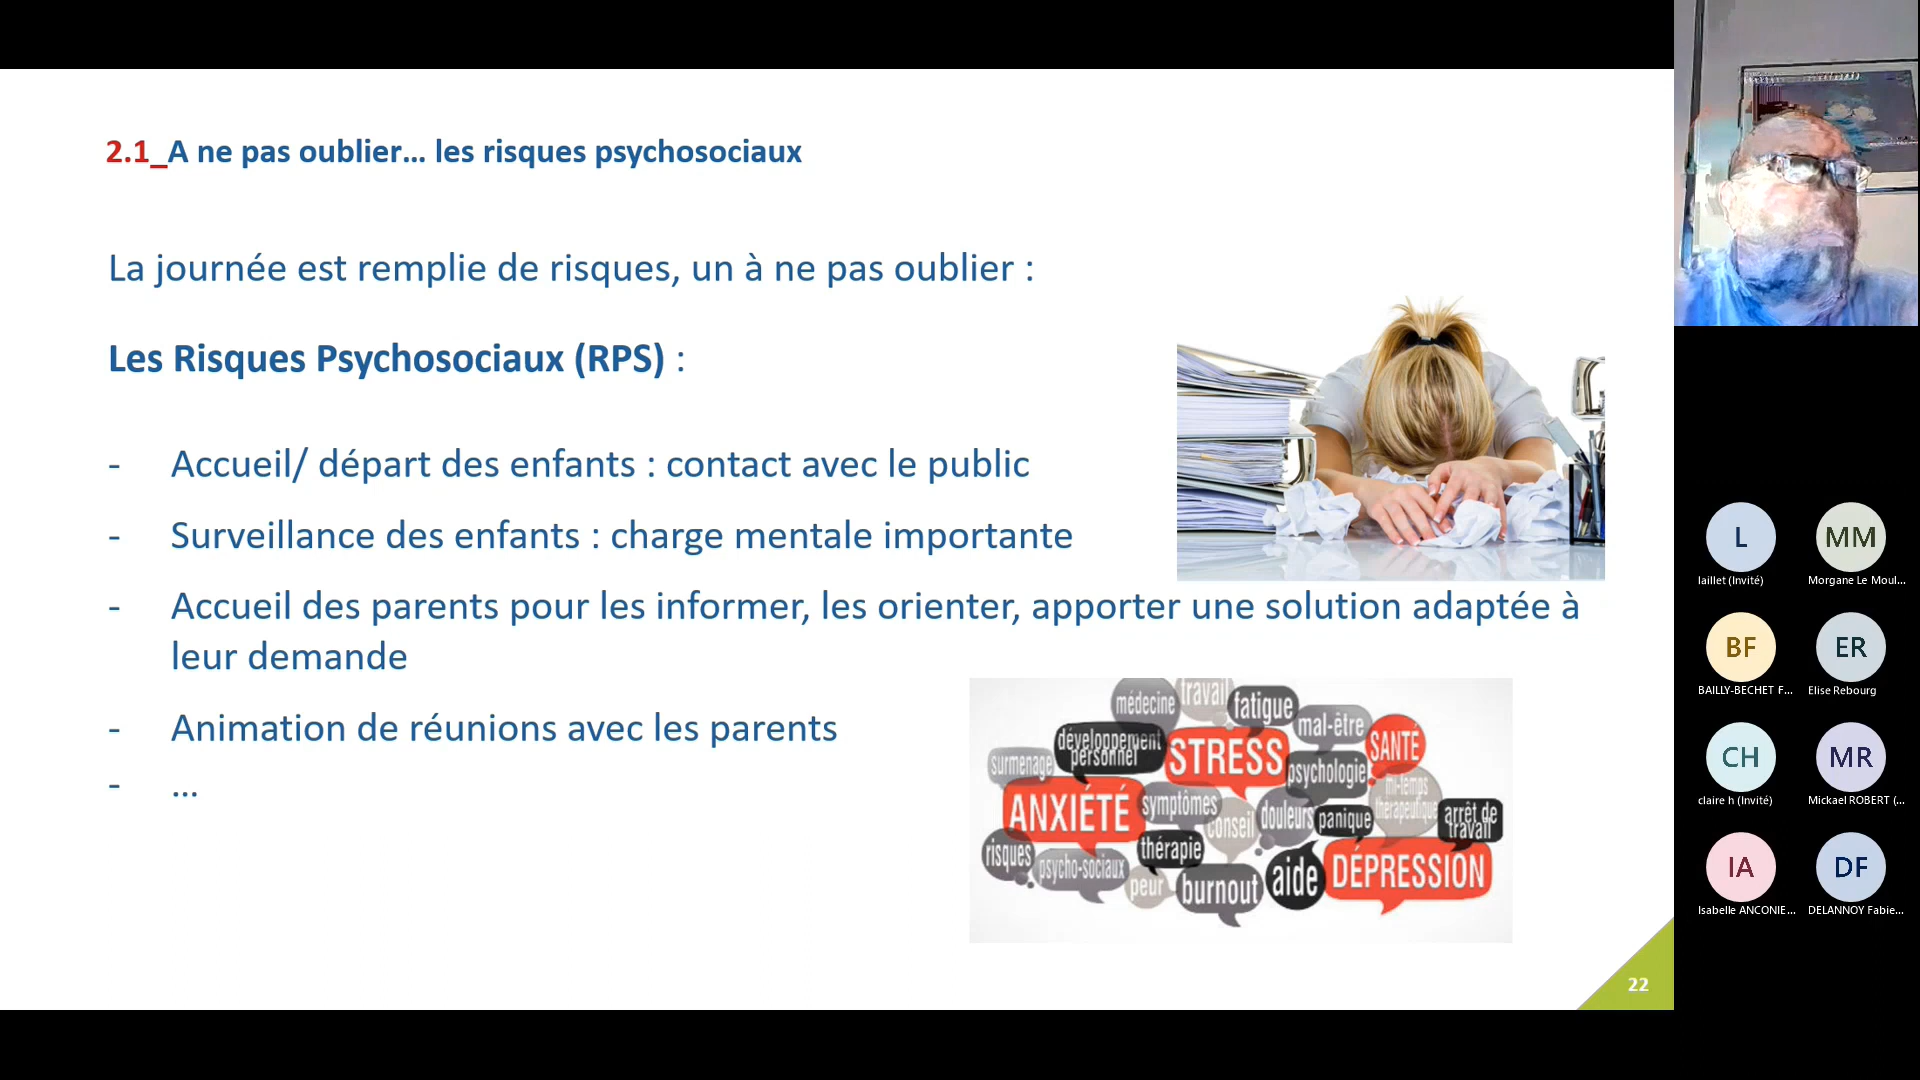 2.1_A ne pas oublier... les risques psychosociaux
La journée est remplie de risques, un à ne pas oublier :
Les Risques Psychosociaux (RPS) :
- Accueil/ départ des enfants : contact avec le public
- Surveillance des enfants : charge mentale importante
- Accueil des parents pour les informer, les orienter, apporter une solution adaptée à
leur demande
- Animation de réunions avec les parents
- ...
médecine
travail
fatigue
mal-être
SANTÉ
développement
personnel
STRESS
surmenage
psychologie
mi-temps
thérapeutique
ANXIÉTÉ
symptômes
conseil
douleurs
panique
arrêt de
travail
risques
psycho-sociaux
thérapie
peur
burnout
aide
DÉPRESSION
22
L
MM
laillet (Invité)
Morgane Le Moul...
BF
ER
BAILLY-BECHET F...
Elise Rebourg
CH
MR
claire h (Invité)
Mickael ROBERT (...
IA
DF
Isabelle ANCONIE...
DELANNOY Fabie...